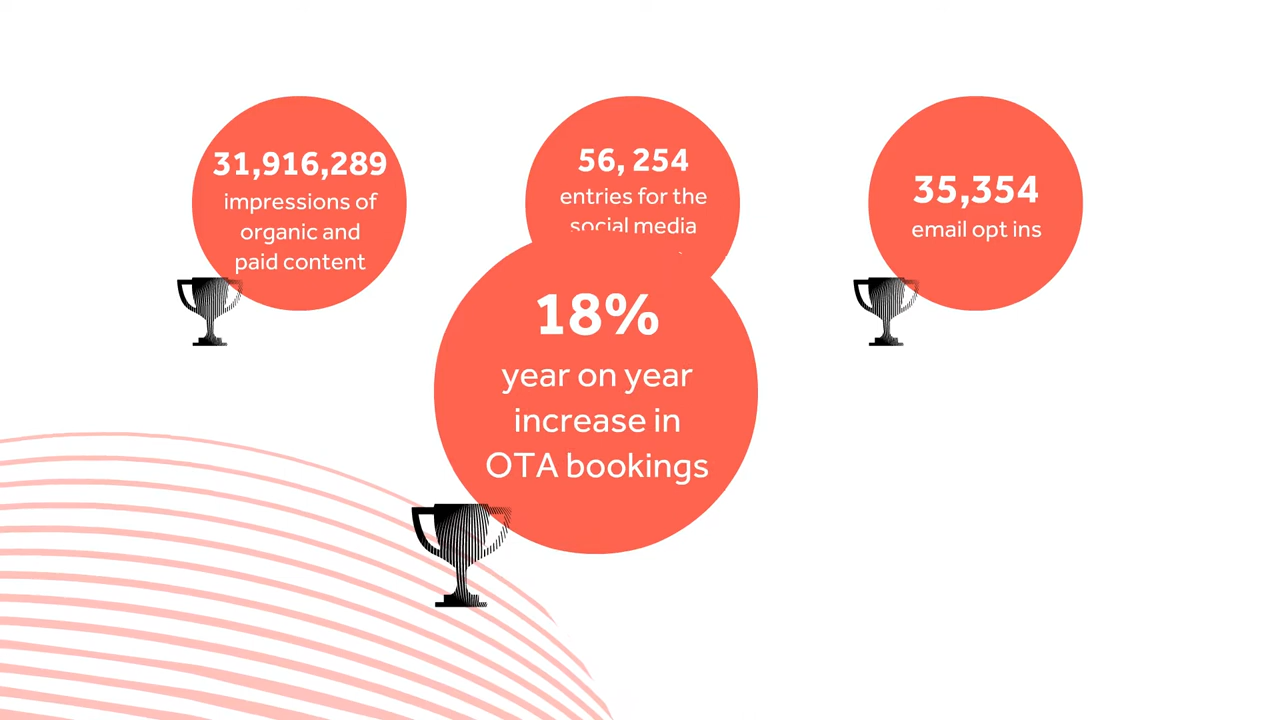 31,916,289
impressions of
organic and
paid content
56, 254
entries for the
social media
35,354
email opt ins
18%
year on year
increase in
OTA bookings